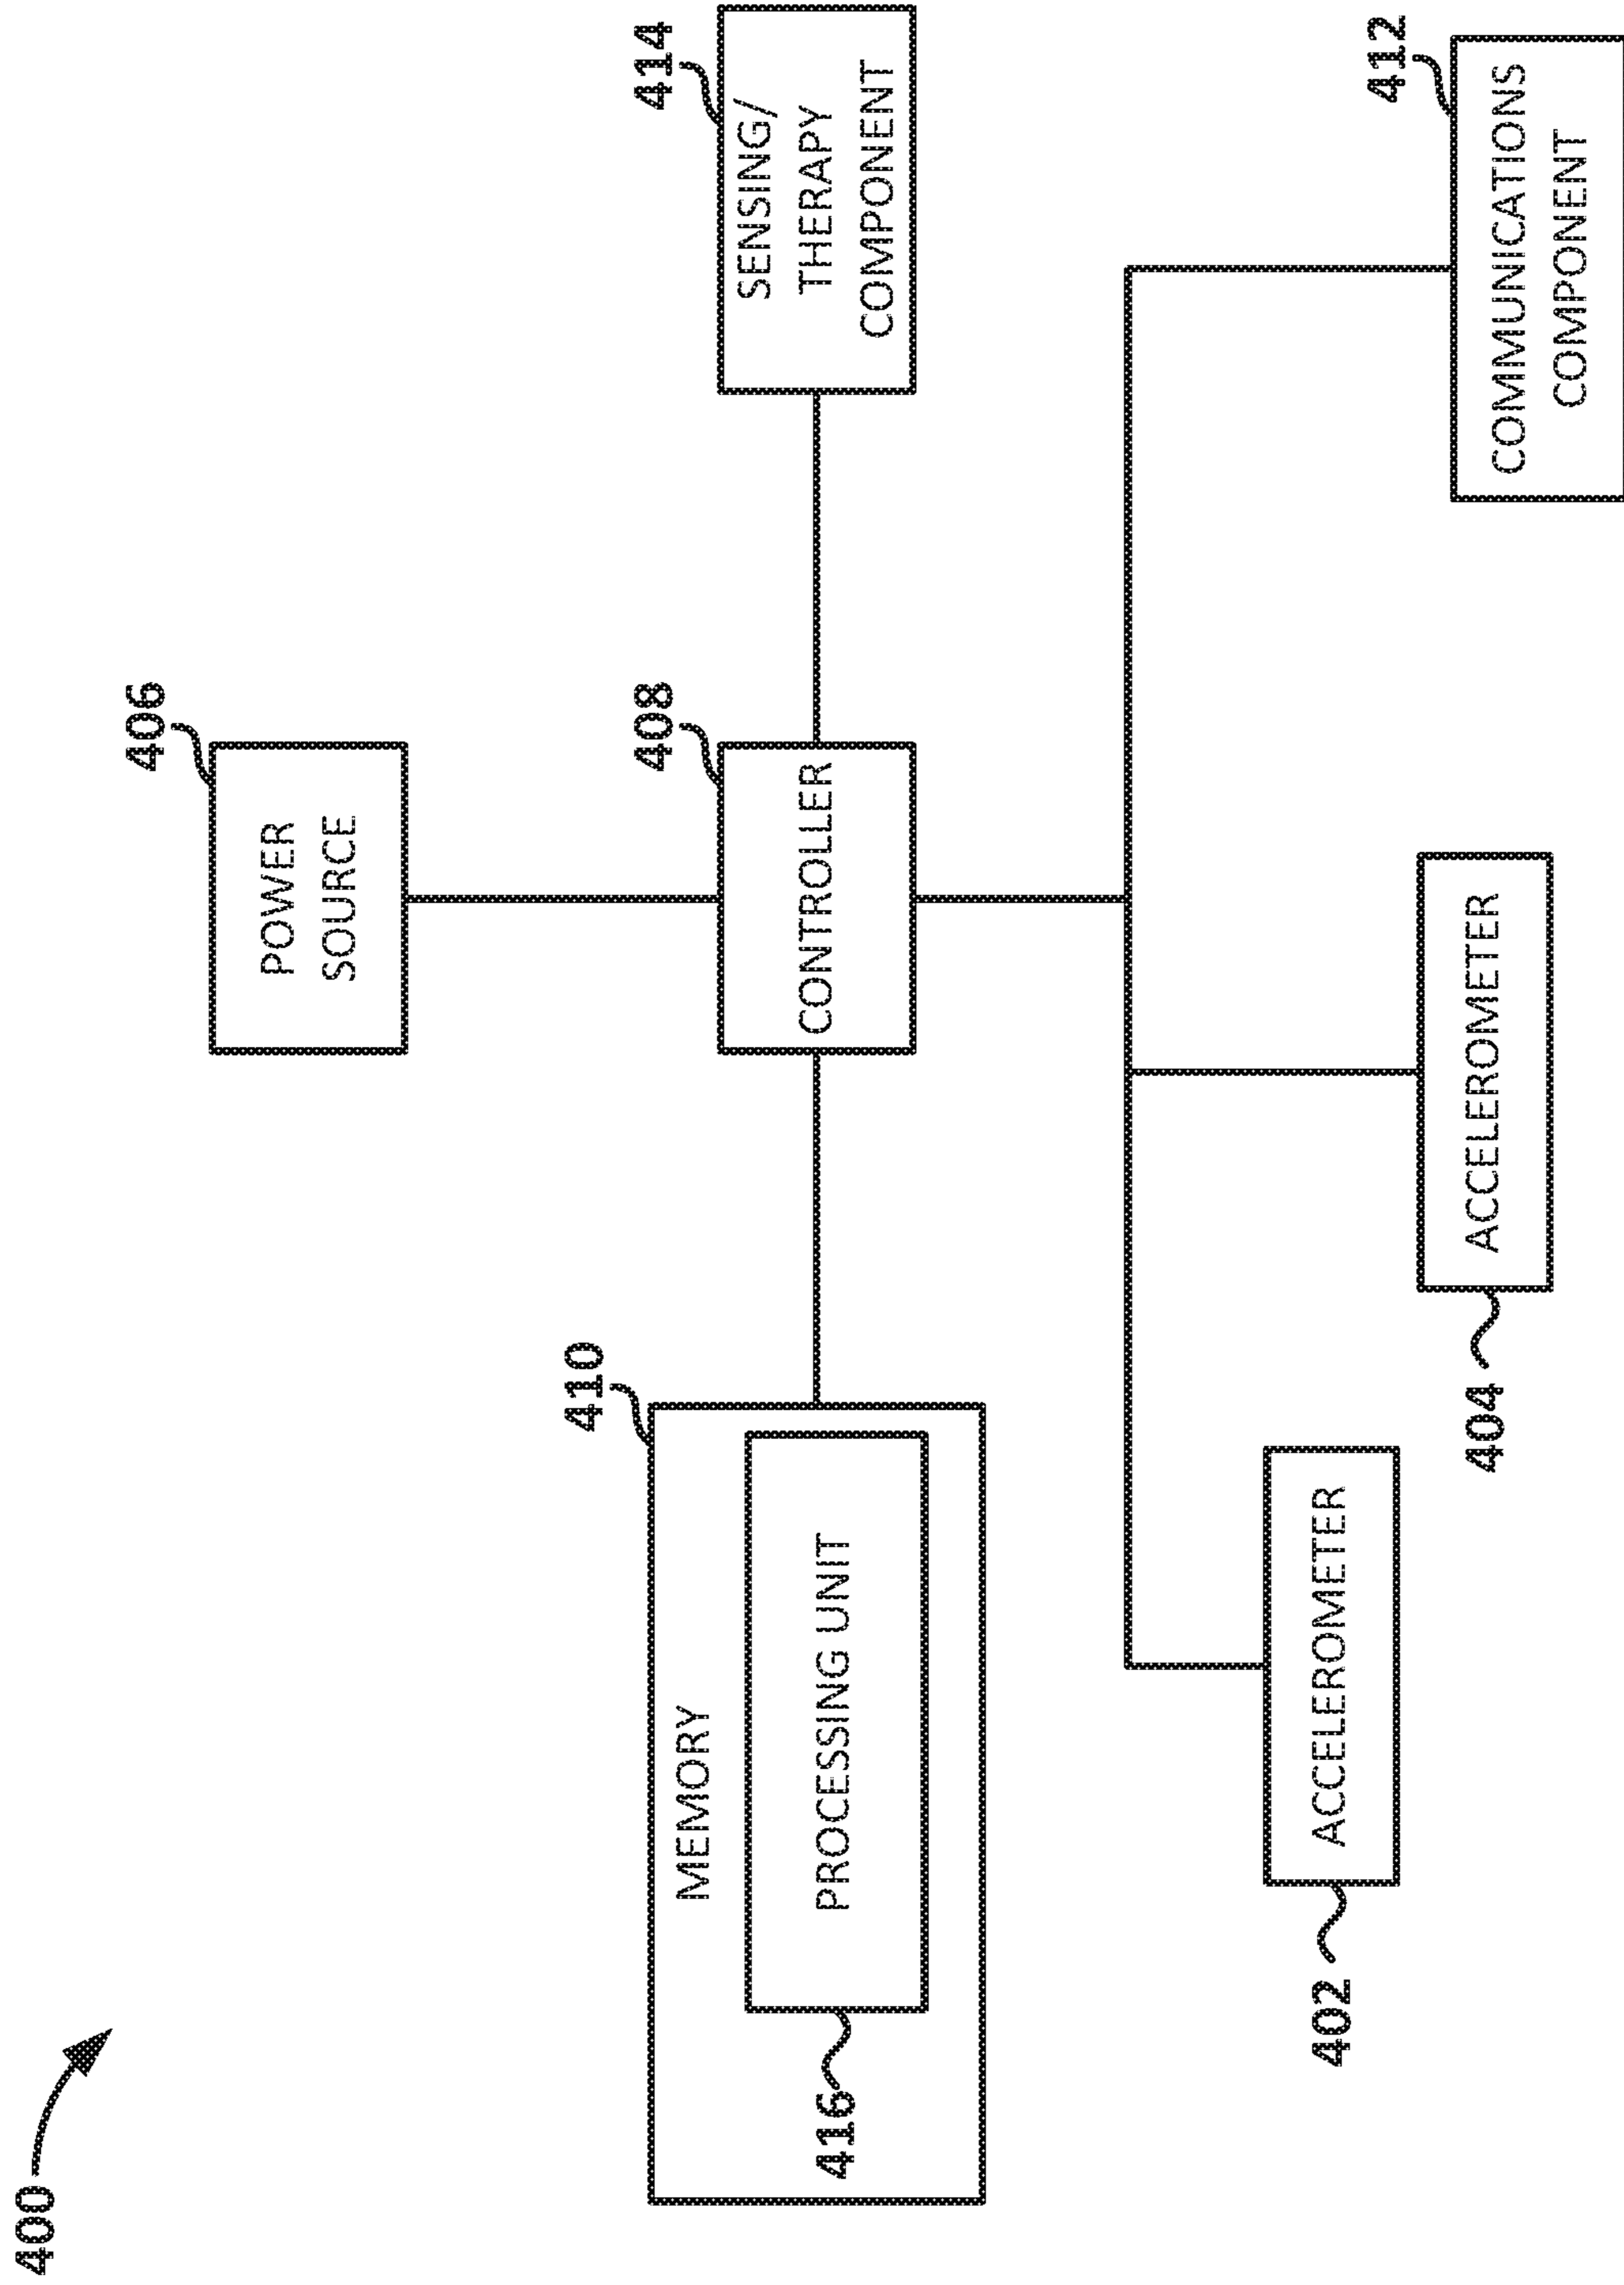 400
406
POWER
SOURCE
410
MEMORY
PROCESSING UNIT
416
408
CONTROLLER
414
SENSING/
THERAPY
COMPONENT
402
ACCELEROMETER
404
ACCELEROMETER
412
COMMUNICATIONS
COMPONENT